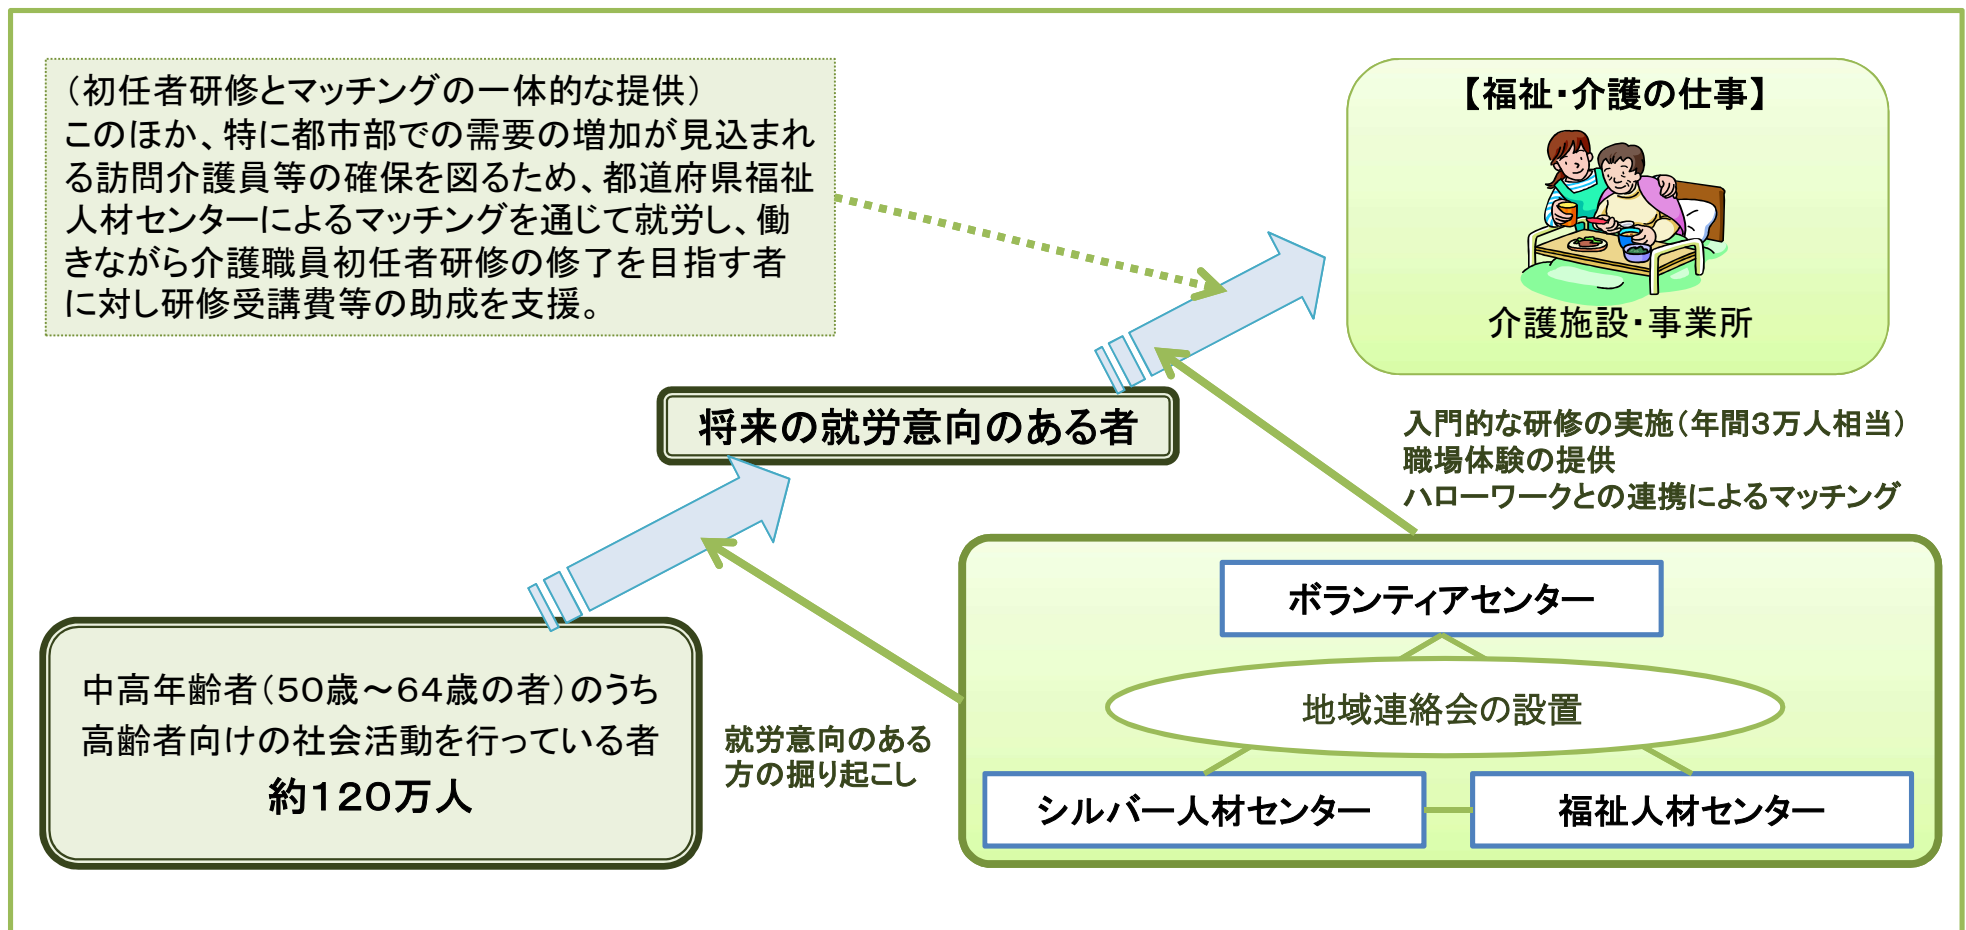 （初任者研修とマッチングの一体的な提供）
このほか、特に都市部での需要の増加が見込まれ
る訪問介護員等の確保を図るため、都道府県福祉
人材センターによるマッチングを通じて就労し、働
きながら介護職員初任者研修の修了を目指す者
に対し研修受講費等の助成を支援。
【福祉・介護の仕事】
介護施設・事業所
将来の就労意向のある者
入門的な研修の実施（年間３万人相当）
職場体験の提供
ハローワークとの連携によるマッチング
中高年齢者（５０歳～６４歳の者）のうち
高齢者向けの社会活動を行っている者
約１２０万人
就労意向のある
方の掘り起こし
ボランティアセンター
地域連絡会の設置
シルバー人材センター
福祉人材センター